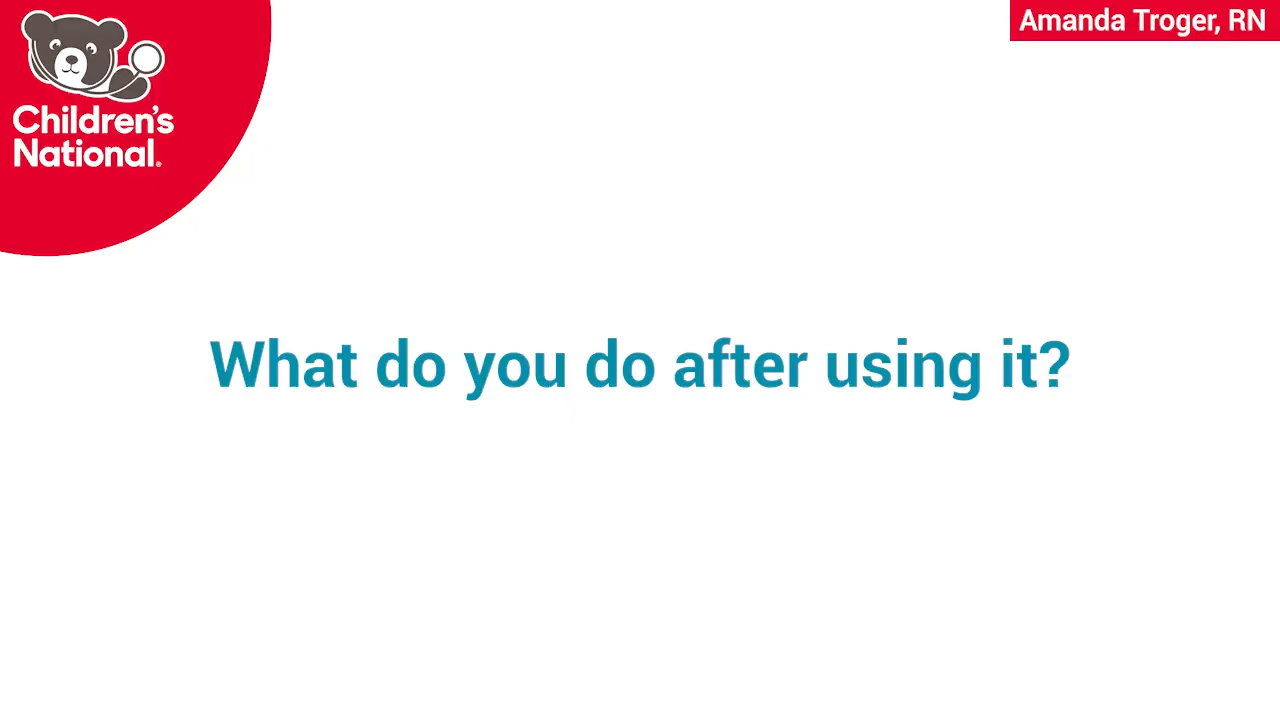 Amanda Troger, RN
Children's
National®
What do you do after using it?